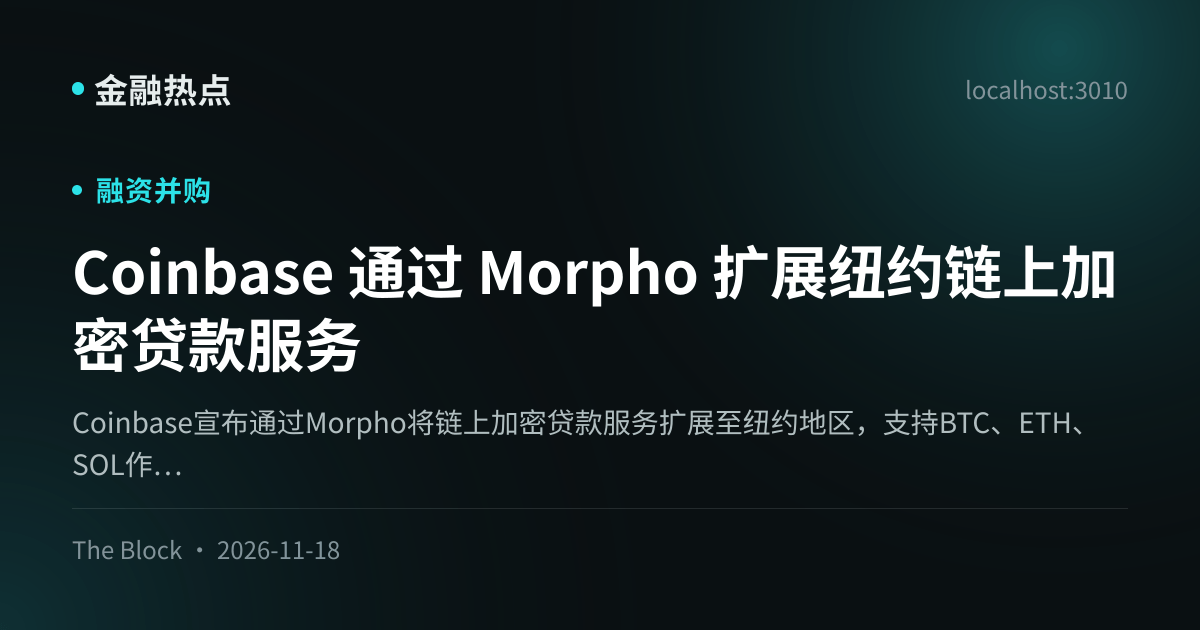 金融热点
localhost:3010
融资并购
Coinbase 通过 Morpho 扩展纽约链上加
密贷款服务
Coinbase宣布通过Morpho将链上加密贷款服务扩展至纽约地区，支持BTC、ETH、
SOL作…
The Block · 2026-11-18